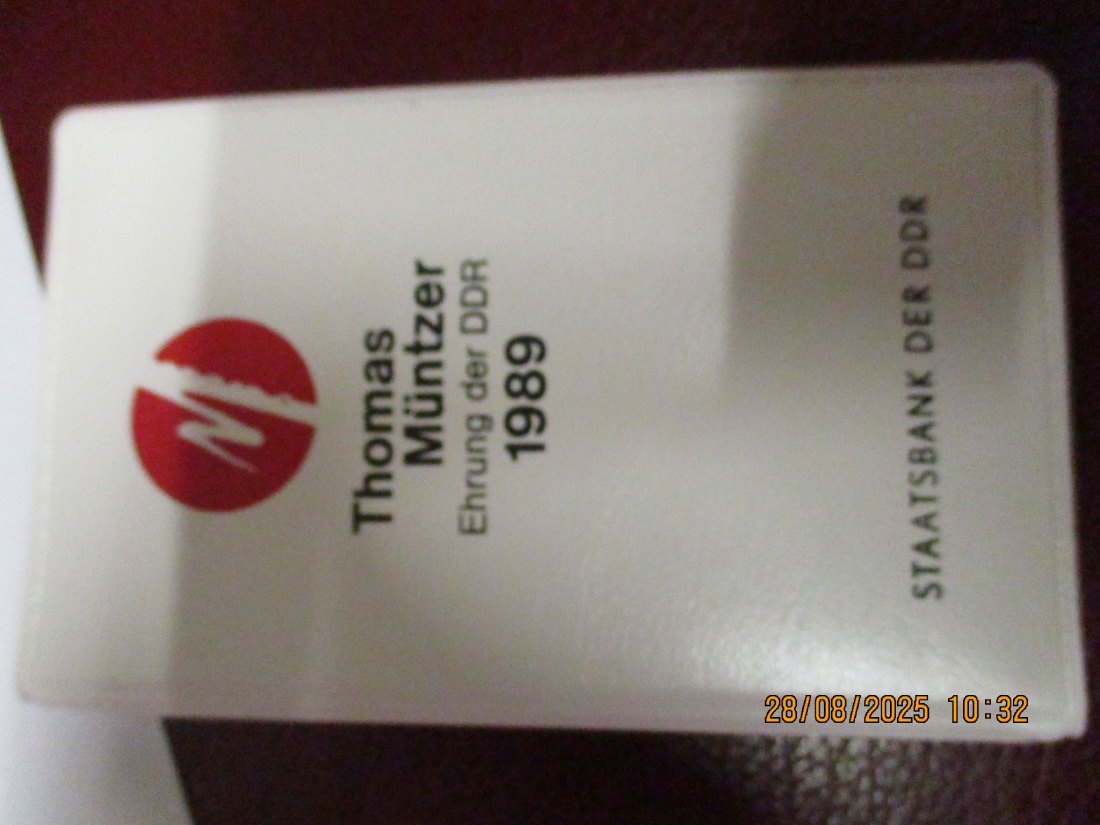 Thomas
Müntzer
Ehrung der DDR
1989
STAATSBANK DER DDR
28/08/2025 10:32